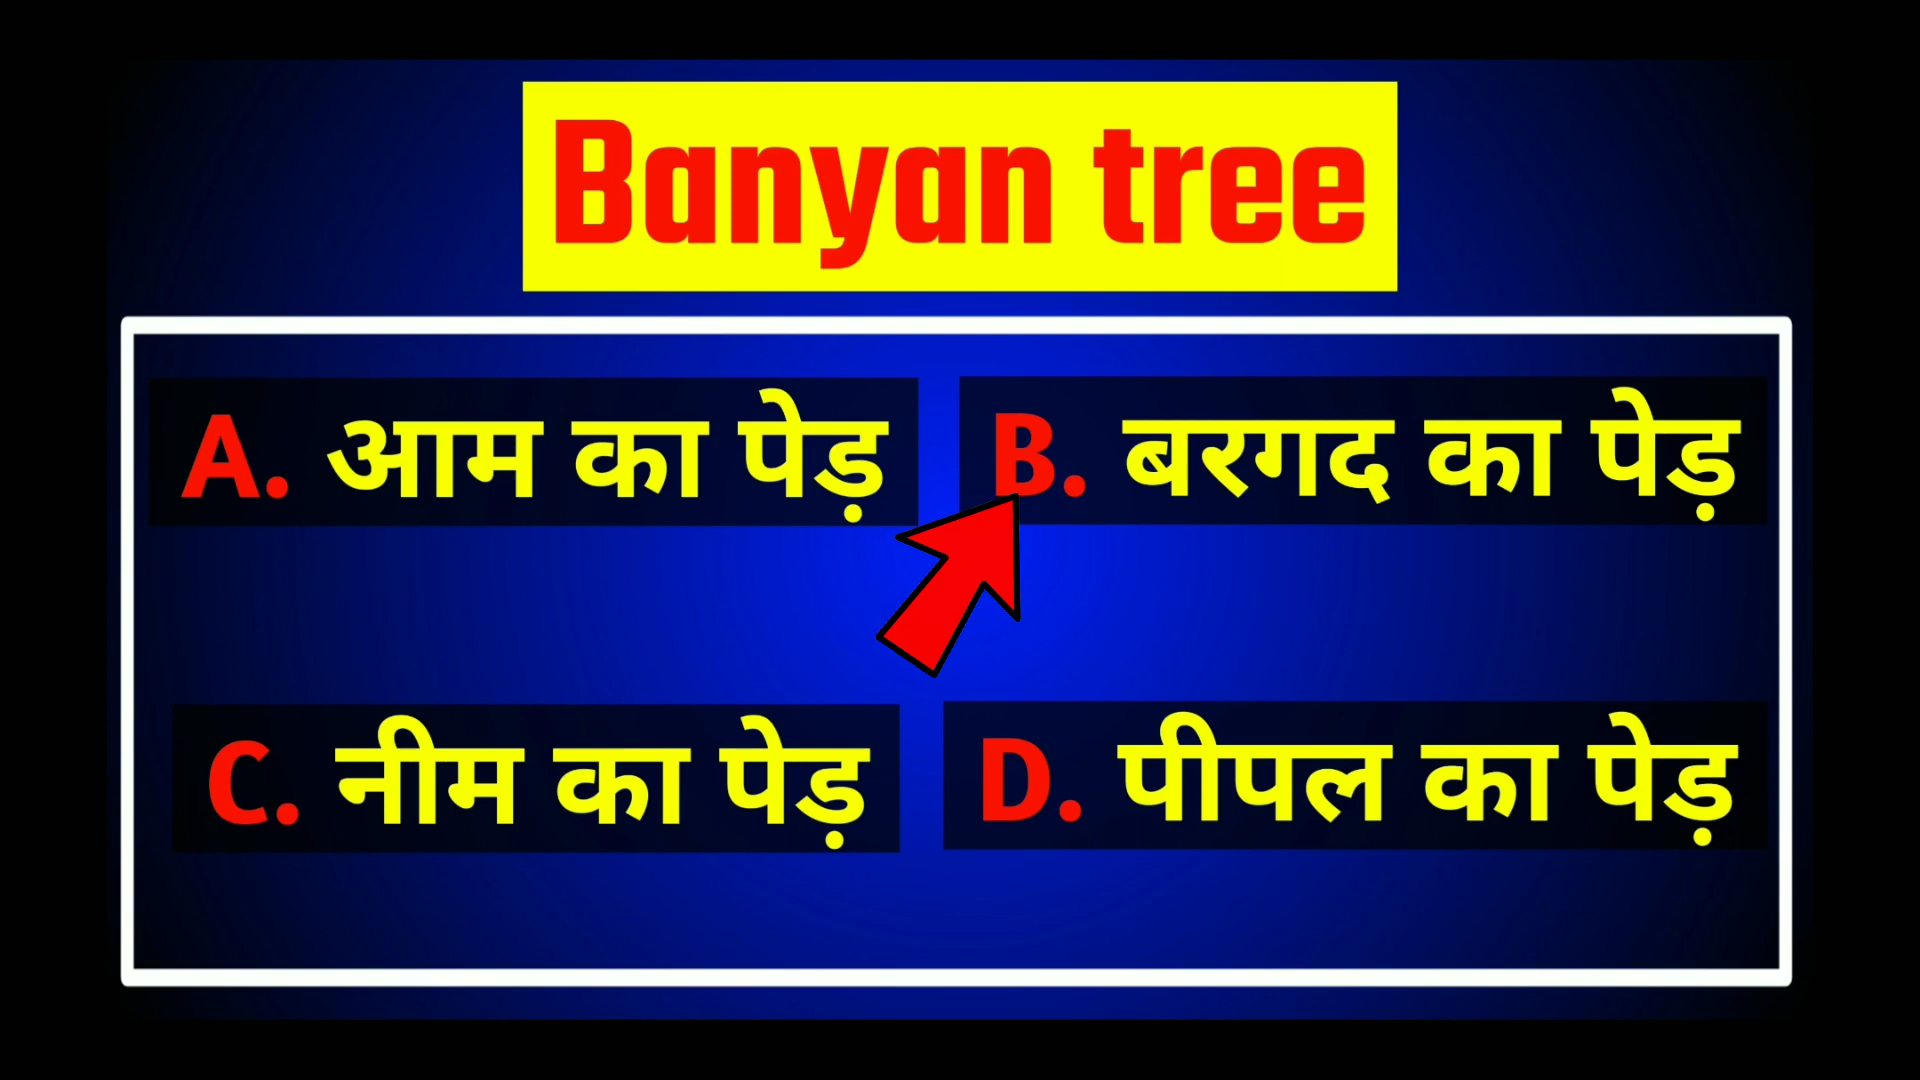 Banyan tree
A. आम का पेड़
B. बरगद का पेड़
C. नीम का पेड़
D. पीपल का पेड़